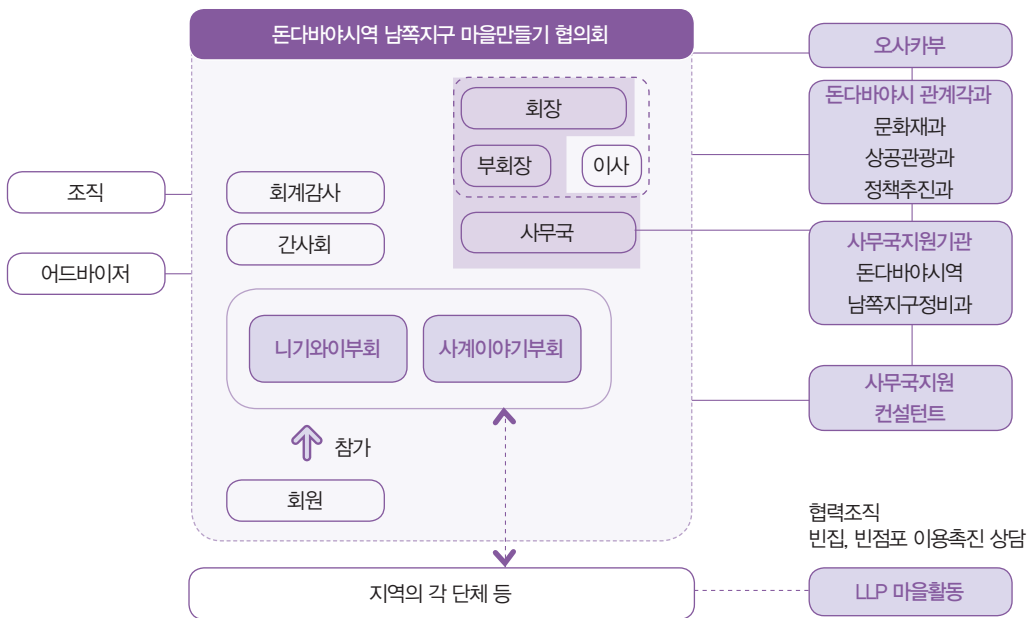 돈다바야시역 남쪽지구 마을만들기 협의회
회장
부회장
이사
사무국
회계감사
간사회
니기와이부회
사계이야기부회
참가
회원
조직
어드바이저
지역의 각 단체 등
오사카부
돈다바야시 관계각과
문화재과
상공관광과
정책추진과
사무국지원기관
돈다바야시역
남쪽지구정비과
사무국지원
컨설턴트
협력조직
빈집, 빈점포 이용촉진 상담
LLP 마을활동